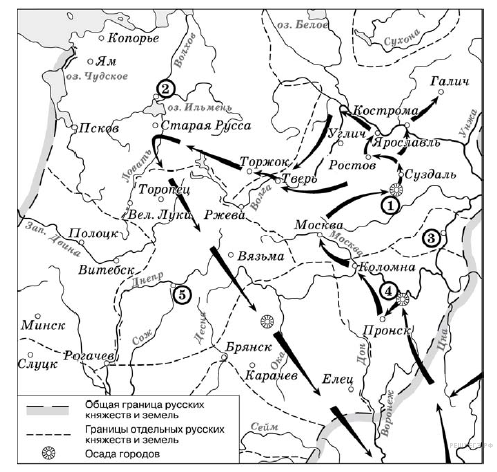 оз. Белое
Сухона
Копорье
Волхов
Ям
оз. Чудское
Галич
2
оз. Ильмень
Кострома
Унжа
Псков
Старая Русса
Углич
Ярославль
Ловать
Торжок
Ростов
Суздаль
Торопец
Волга
Тверь
Вел. Луки
Ржева
1
Зап. Двина
Полоцк
Москва
Москва
3
Витебск
Вязьма
Коломна
Днепр
5
4
Минск
Сож
Десна
Пронск
Цна
Слуцк
Рогачев
Брянск
Ока
Дон
Карачев
Елец
Воронеж
Сейм
Общая граница русских
княжеств и земель
Границы отдельных русских
княжеств и земель
Осада городов
РЕШУЕГЭ.РФ